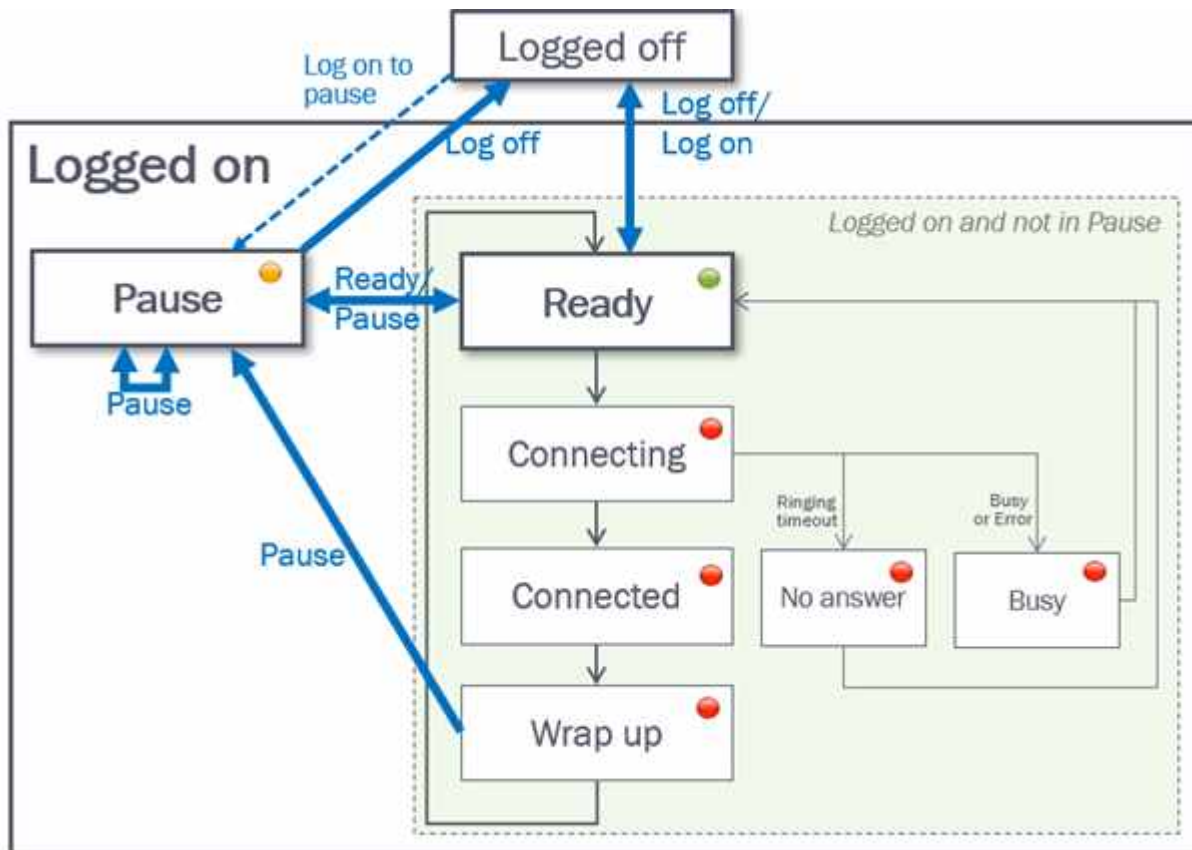 Logged off
Log on to
pause
Log off/
Log on
Log off
Logged on
Logged on and not in Pause
Pause
Ready/
Pause
Ready
Pause
Connecting
Ringing
timeout
Busy
or Error
Pause
Connected
No answer
Busy
Wrap up